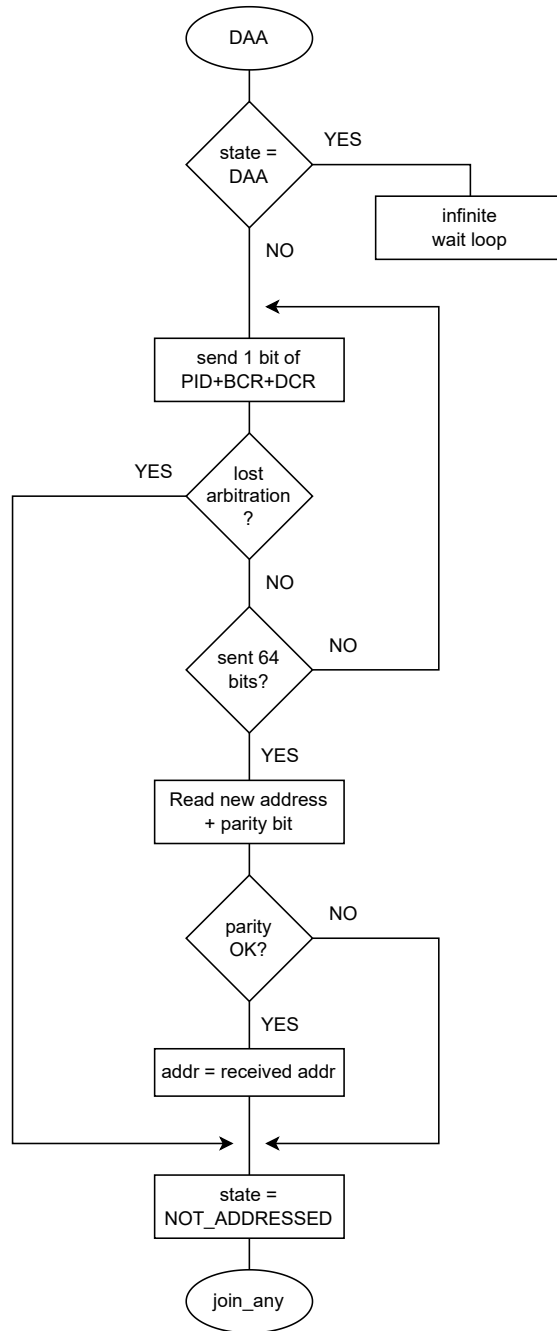 DAA
state =
DAA
YES
infinite
wait loop
NO
send 1 bit of
PID+BCR+DCR
YES
lost
arbitration
?
NO
sent 64
bits?
NO
YES
Read new address
+ parity bit
parity
OK?
NO
YES
addr = received addr
state =
NOT_ADDRESSED
join_any